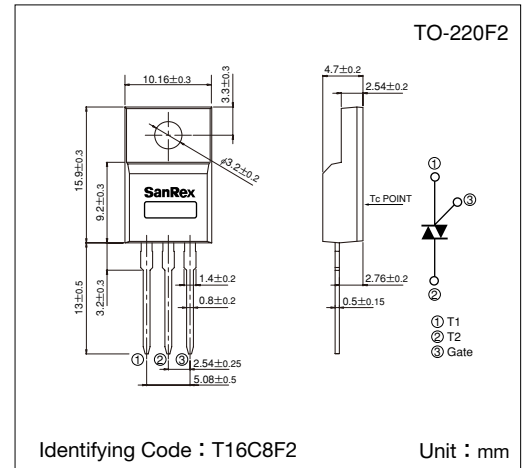 TO-220F2
10.16±0.3
3.3±0.3
4.7±0.2
2.54±0.2
φ3.2±0.2
15.9±0.3
9.2±0.3
SanRex
Tc POINT
①
③
②
13±0.5
3.2±0.3
1.4±0.2
0.8±0.2
2.76±0.2
0.5±0.15
① ② ③
2.54±0.25
5.08±0.5
① T1
② T2
③ Gate
Identifying Code：T16C8F2
Unit：mm